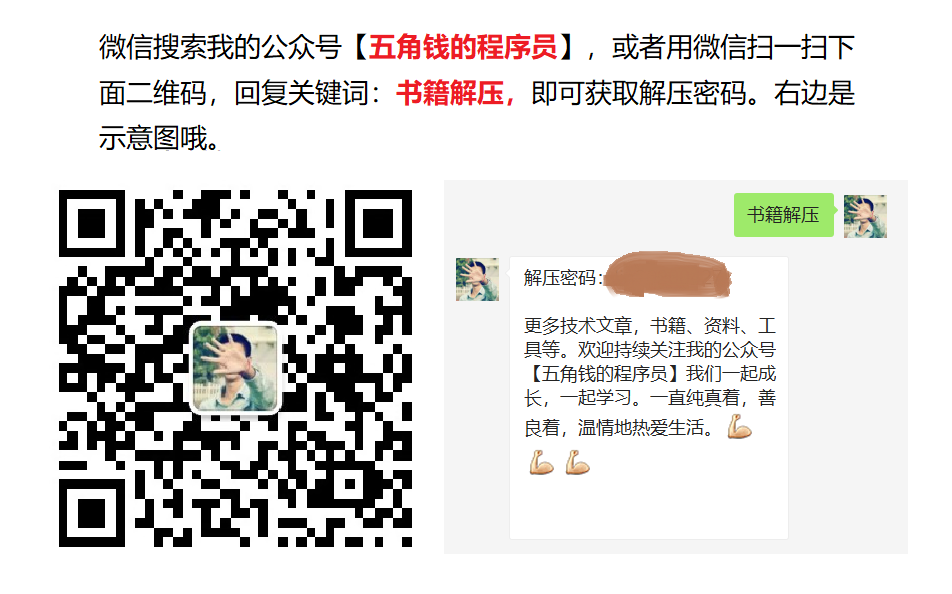 微信搜索我的公众号【五角钱的程序员】，或者用微信扫一扫下
面二维码，回复关键词：书籍解压，即可获取解压密码。右边是
示意图哦。
书籍解压
解压密码：
更多技术文章，书籍、资料、工
具等。欢迎持续关注我的公众号
【五角钱的程序员】我们一起成
长，一起学习。一直纯真着，善
良着，温情地热爱生活。💪
💪💪